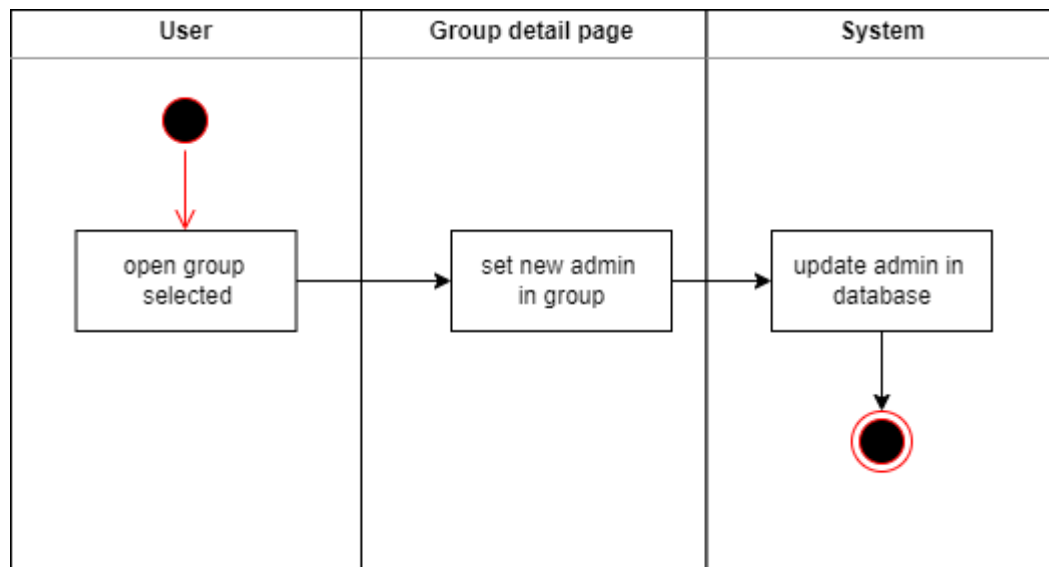 User
Group detail page
System
open group
selected
set new admin
in group
update admin in
database